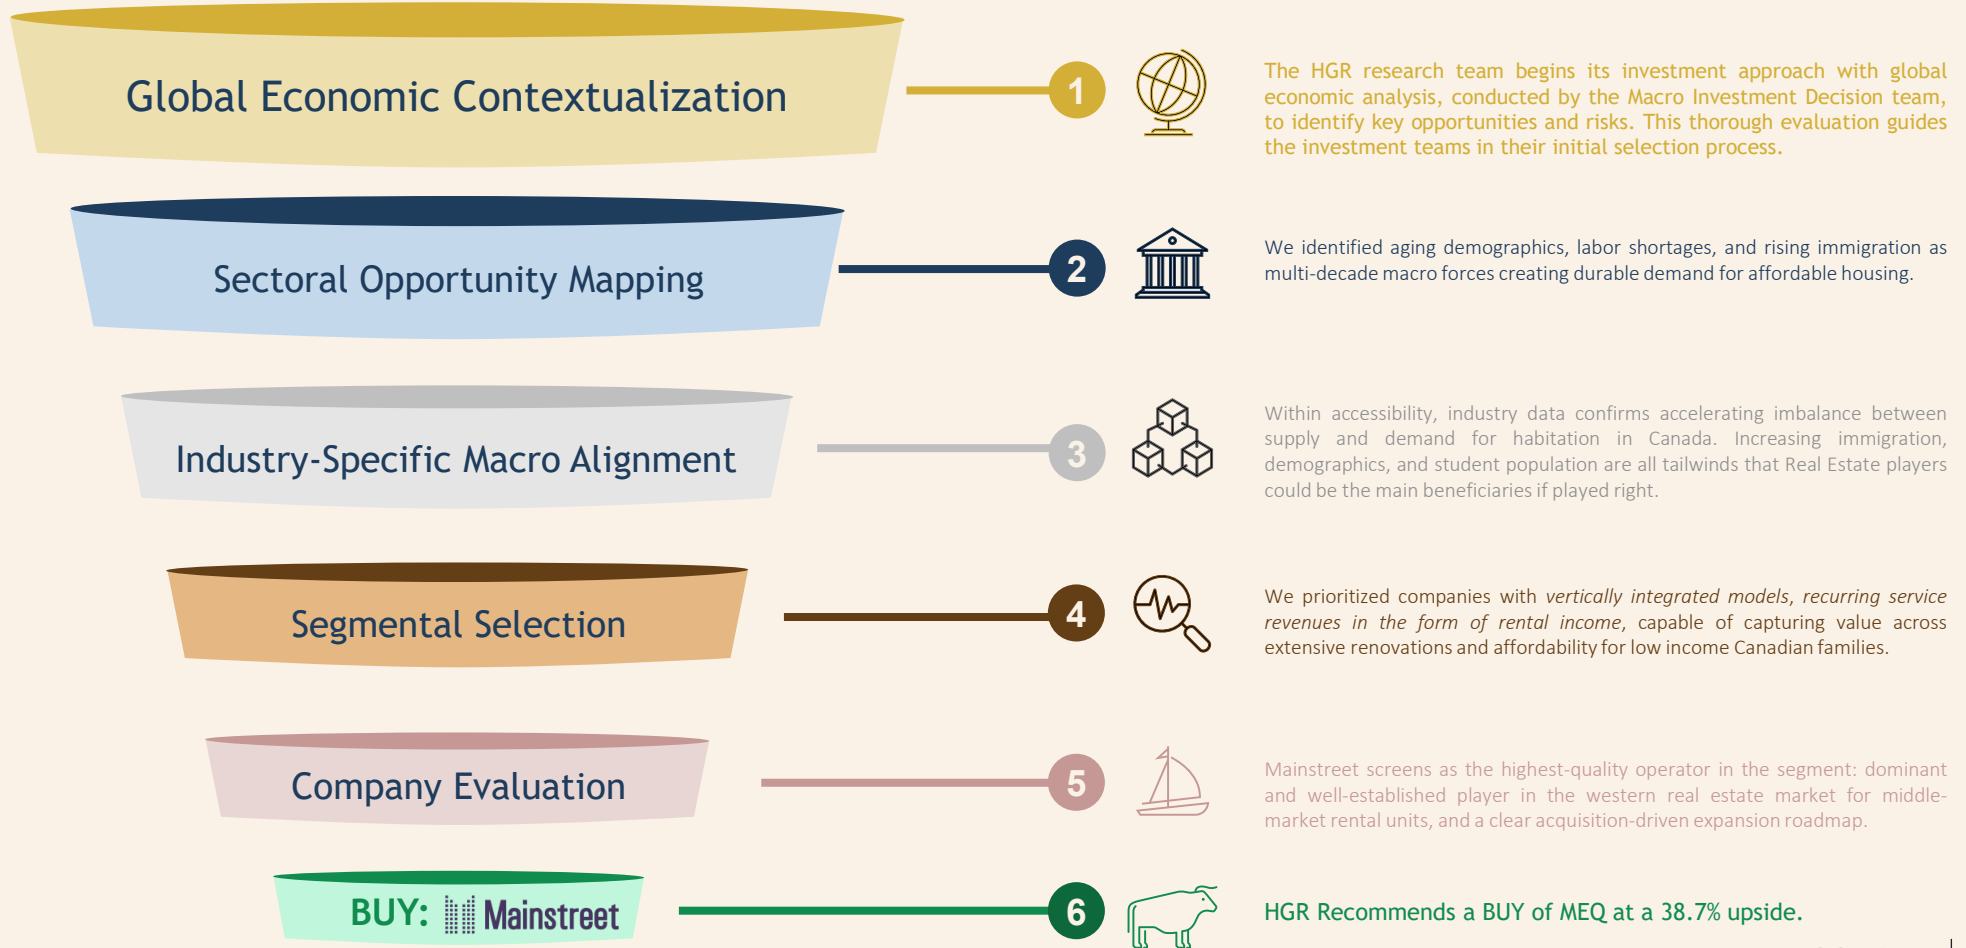 Global Economic Contextualization
1
The HGR research team begins its investment approach with global
economic analysis, conducted by the Macro Investment Decision team,
to identify key opportunities and risks. This thorough evaluation guides
the investment teams in their initial selection process.
Sectoral Opportunity Mapping
2
We identified aging demographics, labor shortages, and rising immigration as
multi-decade macro forces creating durable demand for affordable housing.
Industry-Specific Macro Alignment
3
Within accessibility, industry data confirms accelerating imbalance between
supply and demand for habitation in Canada. Increasing immigration,
demographics, and student population are all tailwinds that Real Estate players
could be the main beneficiaries if played right.
Segmental Selection
4
We prioritized companies with vertically integrated models, recurring service
revenues in the form of rental income, capable of capturing value across
extensive renovations and affordability for low income Canadian families.
Company Evaluation
5
Mainstreet screens as the highest-quality operator in the segment: dominant
and well-established player in the western real estate market for middle-
market rental units, and a clear acquisition-driven expansion roadmap.
BUY: Mainstreet
6
HGR Recommends a BUY of MEQ at a 38.7% upside.